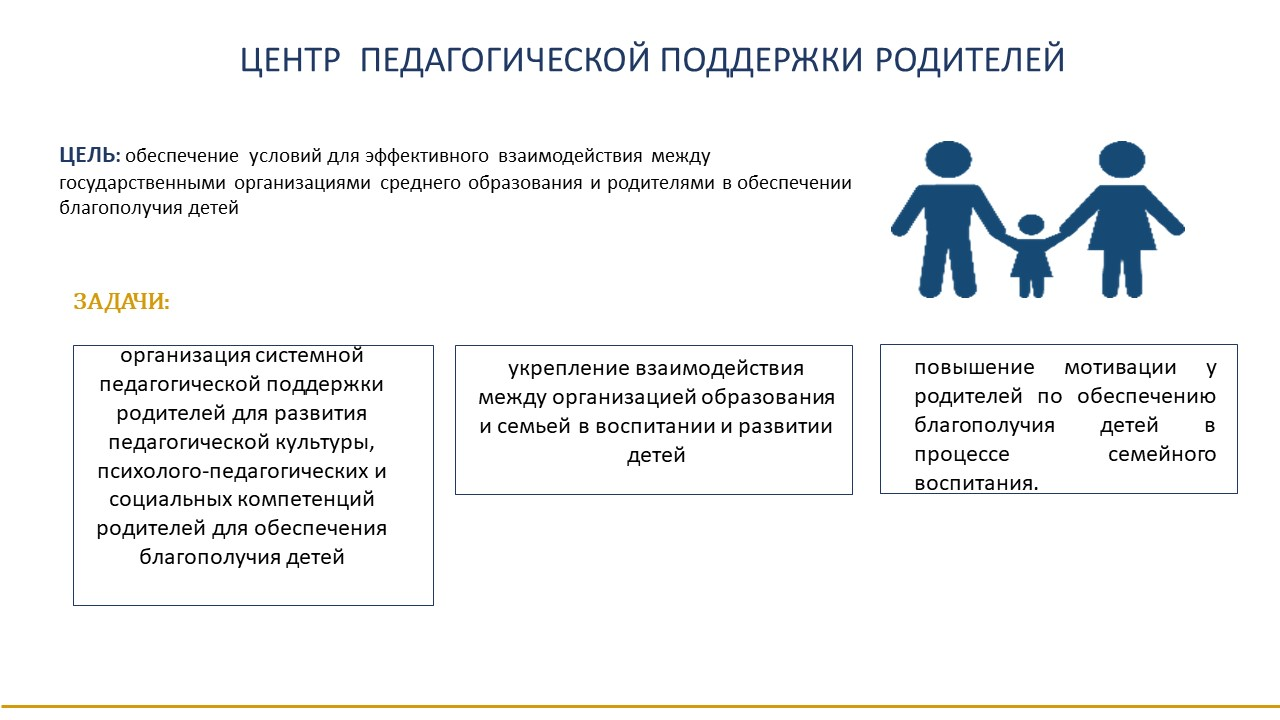 ЦЕНТР ПЕДАГОГИЧЕСКОЙ ПОДДЕРЖКИ РОДИТЕЛЕЙ
ЦЕЛЬ: обеспечение условий для эффективного взаимодействия между
государственными организациями среднего образования и родителями в обеспечении
благополучия детей
ЗАДАЧИ:
организация системной
педагогической поддержки
родителей для развития
педагогической культуры,
психолого-педагогических и
социальных компетенций
родителей для обеспечения
благополучия детей
укрепление взаимодействия
между организацией образования
и семьей в воспитании и развитии
детей
повышение мотивации у
родителей по обеспечению
благополучия детей в
процессе семейного
воспитания.